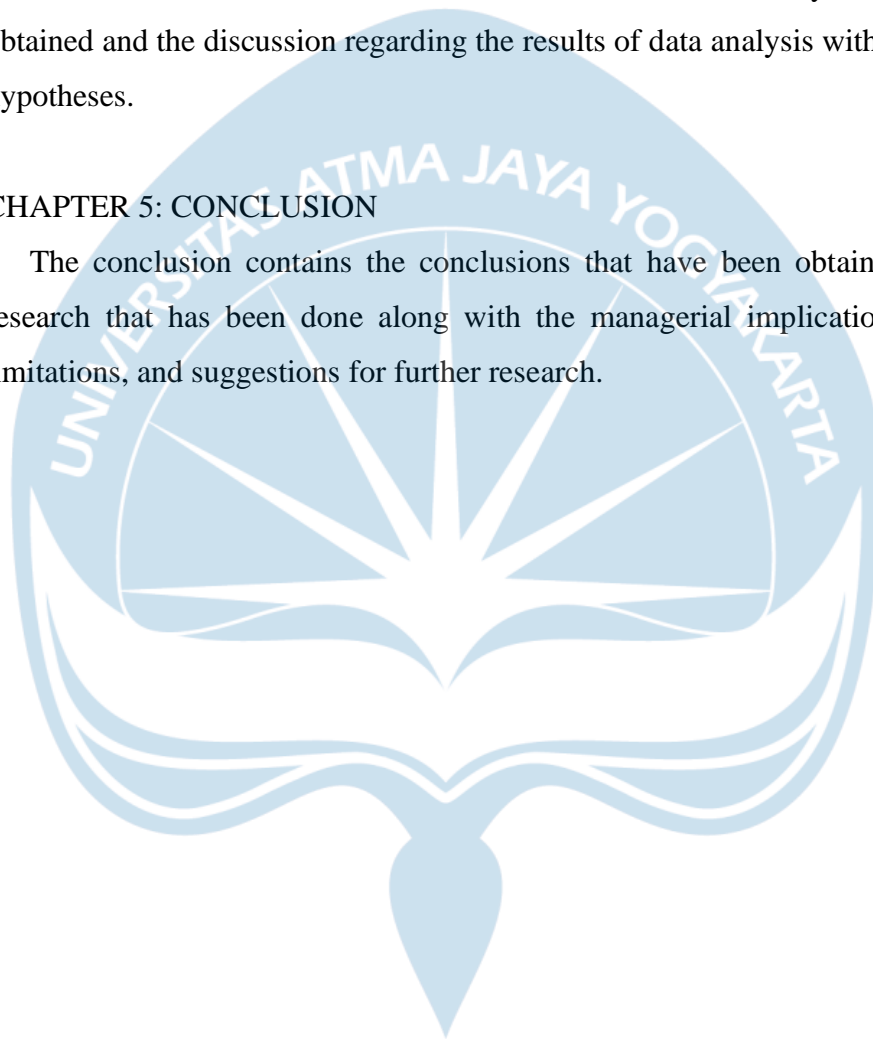 btained and the discussion regarding the results of data analysis with
ypotheses.
CHAPTER 5: CONCLUSION
The conclusion contains the conclusions that have been obtain
esearch that has been done along with the managerial implicatio
imitations, and suggestions for further research.
UNIVERSITAS ATMA JAYA YOGYAKARTA